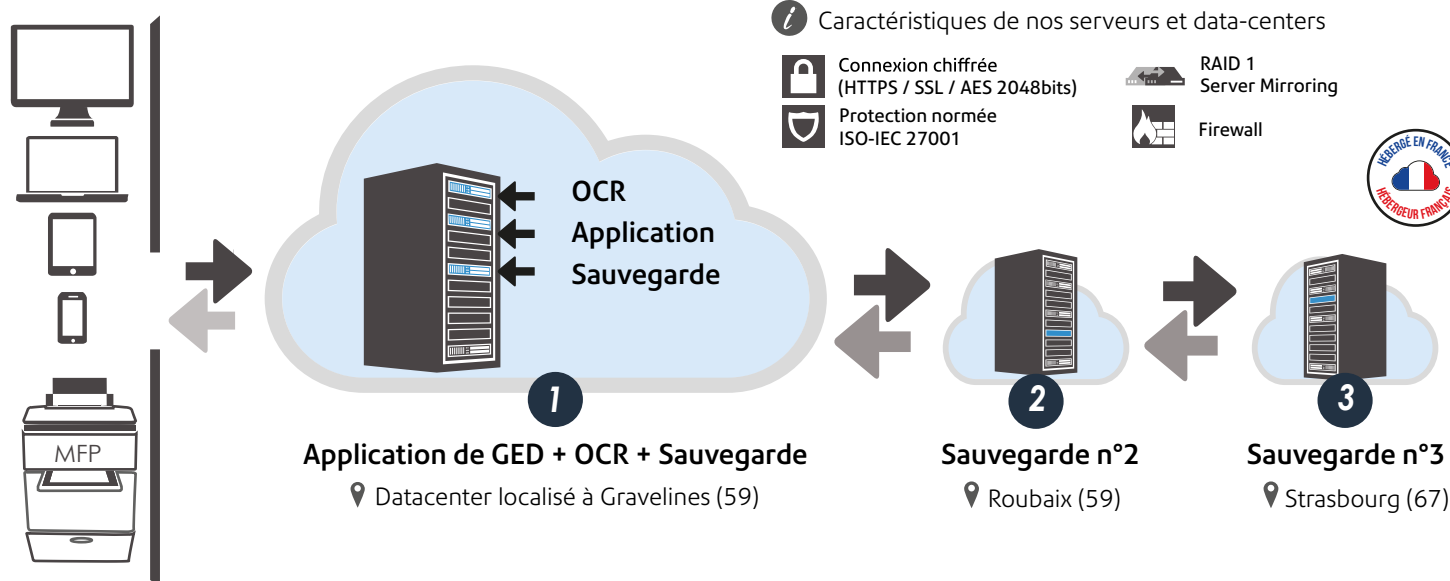 i Caractéristiques de nos serveurs et data-centers
Connexion chiffrée
(HTTPS / SSL / AES 2048bits)
RAID 1
Server Mirroring
Protection normée
ISO-IEC 27001
Firewall
HÉBERGÉ EN FRANCE
HÉBERGEUR FRANÇAIS
OCR
Application
Sauvegarde
MFP
1
Application de GED + OCR + Sauvegarde
Datacenter localisé à Gravelines (59)
2
Sauvegarde n°2
Roubaix (59)
3
Sauvegarde n°3
Strasbourg (67)